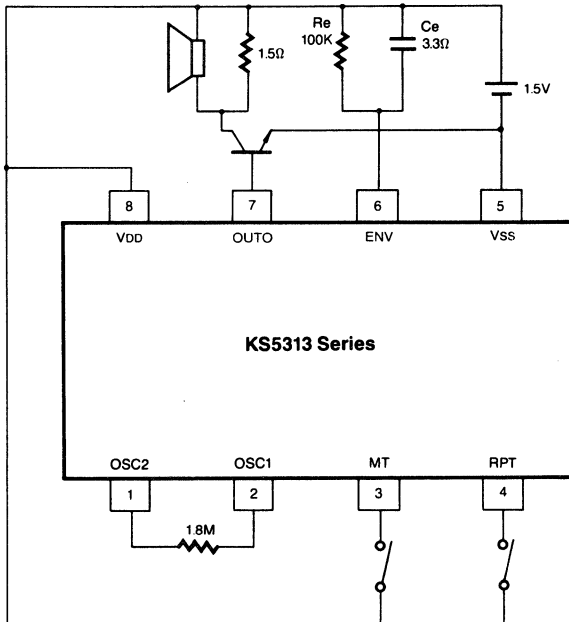 Re
100K
Ce
3.3Ω
1.5Ω
1.5V
8
7
6
5
VDD
OUTO
ENV
VSS
KS5313 Series
OSC2
OSC1
MT
RPT
1
2
3
4
1.8M